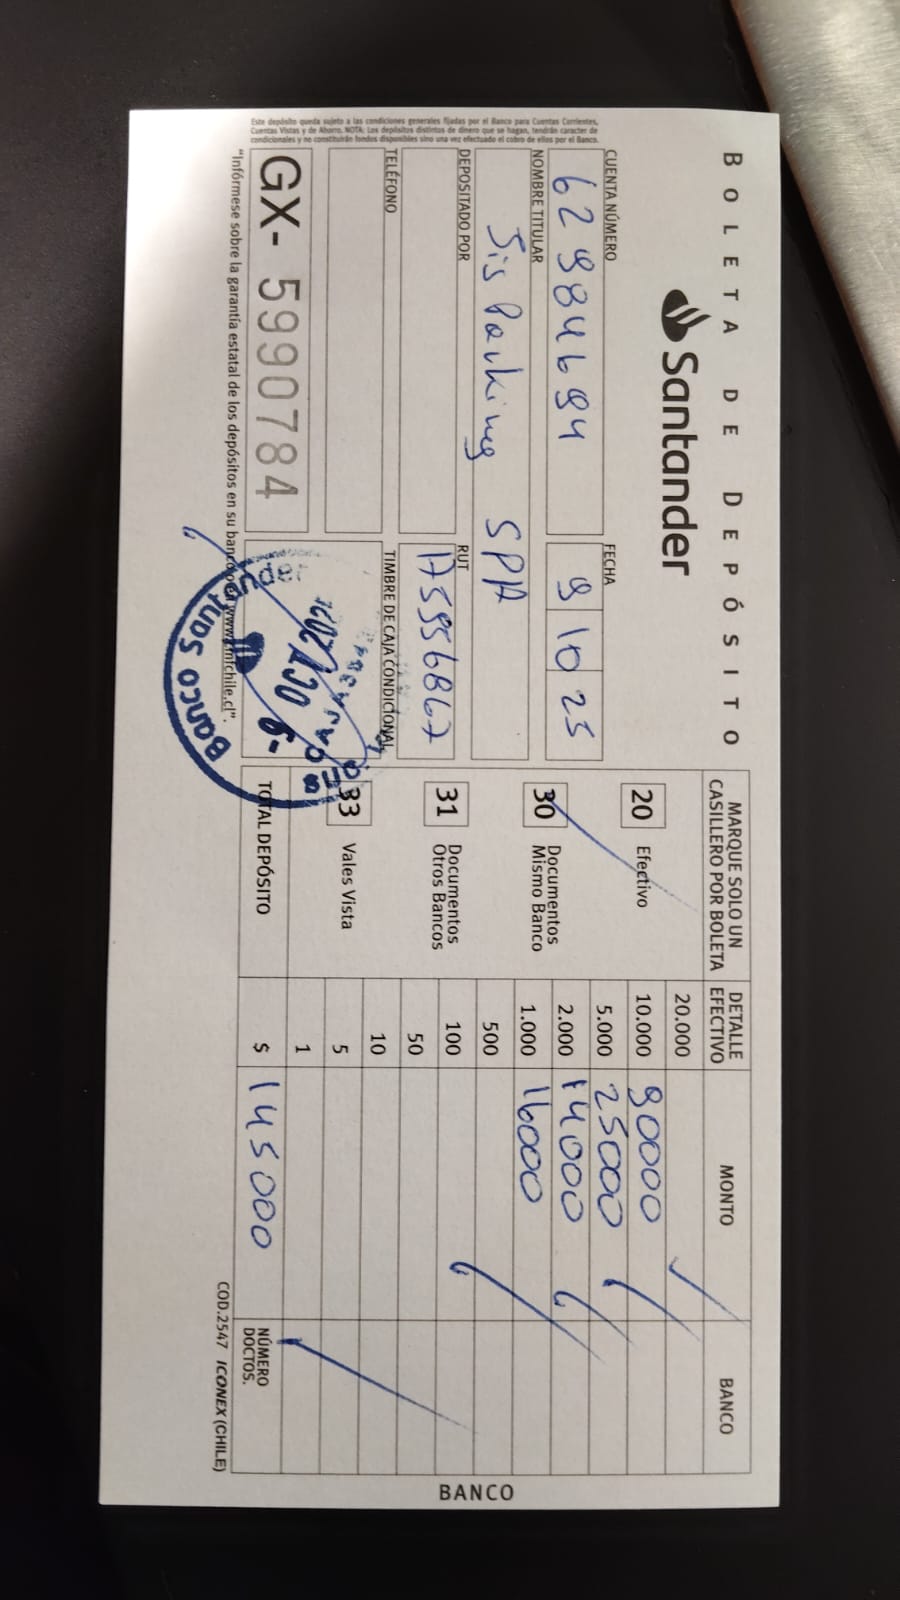 BOLETA DE DEPÓSITO
Santander
CUENTA NÚMERO
62984694
FECHA
9 10 25
NOMBRE TITULAR
Jis Parking SPA
DEPOSITADO POR
RUT
TELÉFONO
TIMBRE DE CAJA CONDICIONAL
GX- 5990784
Banco Santander
Este depósito queda sujeto a las condiciones generales fijadas por el Banco para Cuentas Corrientes,
Cuentas Vistas y de Ahorro. NOTA: Los depósitos distintos de dinero que se hagan, tendrán caracter de
condicionales y no constituirán fondos disponibles sino una vez efectuado el cobro de ellos por el Banco.
"Infórmese sobre la garantía estatal de los depósitos en su banco o en www.cmfchile.cl".
MARQUE SOLO UN
CASILLERO POR BOLETA
20 Efectivo
30 Documentos
Mismo Banco
31 Documentos
Otros Bancos
33 Vales Vista
TOTAL DEPÓSITO
DETALLE
EFECTIVO
MONTO
BANCO
20.000
10.000 90000
5.000 25000
2.000 14000
1.000 16000
500
100
50
10
5
1
$ 145000
NÚMERO
DOCTOS.
BANCO
COD.2547 ICONEX (CHILE)